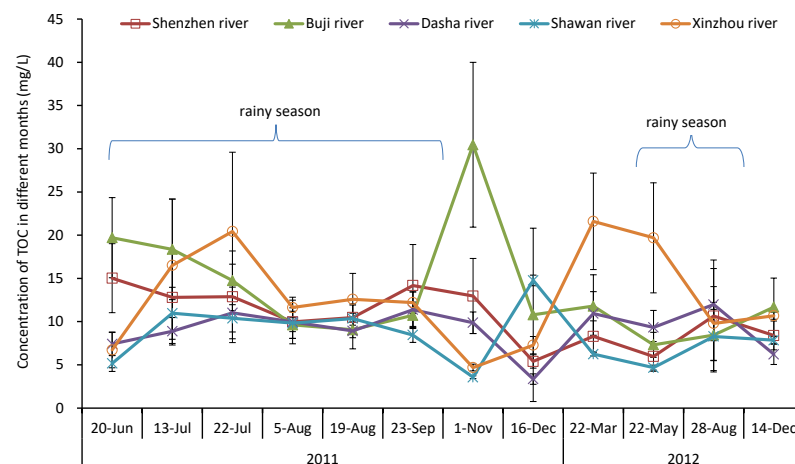 Shenzhen river Buji river Dasha river Shawan river Xinzhou river
Concentration of TOC in different months (mg/L)
45
40
35
30
25
20
15
10
5
0
rainy season
rainy season
20-Jun 13-Jul 22-Jul 5-Aug 19-Aug 23-Sep 1-Nov 16-Dec 22-Mar 22-May 28-Aug 14-Dec
2011 2012